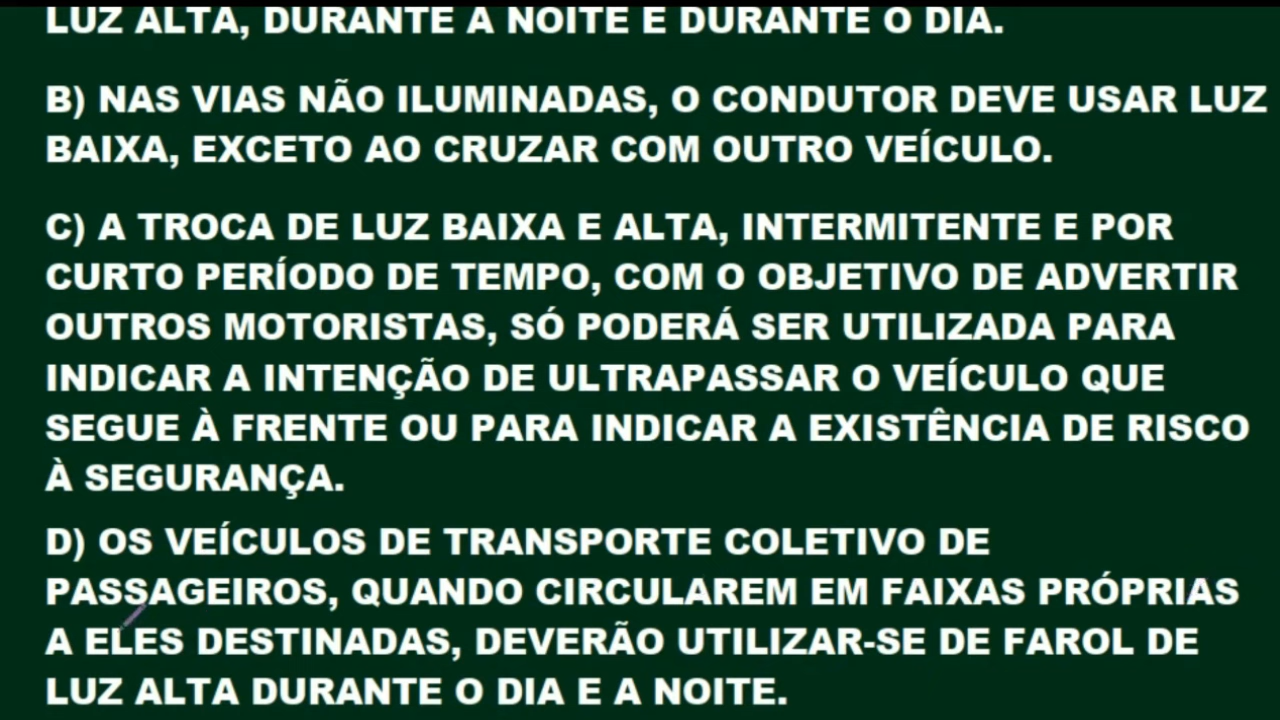 LUZ ALTA, DURANTE A NOITE E DURANTE O DIA.
B) NAS VIAS NÃO ILUMINADAS, O CONDUTOR DEVE USAR LUZ
BAIXA, EXCETO AO CRUZAR COM OUTRO VEÍCULO.
C) A TROCA DE LUZ BAIXA E ALTA, INTERMITENTE E POR
CURTO PERÍODO DE TEMPO, COM O OBJETIVO DE ADVERTIR
OUTROS MOTORISTAS, SÓ PODERÁ SER UTILIZADA PARA
INDICAR A INTENÇÃO DE ULTRAPASSAR O VEÍCULO QUE
SEGUE À FRENTE OU PARA INDICAR A EXISTÊNCIA DE RISCO
À SEGURANÇA.
D) OS VEÍCULOS DE TRANSPORTE COLETIVO DE
PASSAGEIROS, QUANDO CIRCULAREM EM FAIXAS PRÓPRIAS
A ELES DESTINADAS, DEVERÃO UTILIZAR-SE DE FAROL DE
LUZ ALTA DURANTE O DIA E A NOITE.